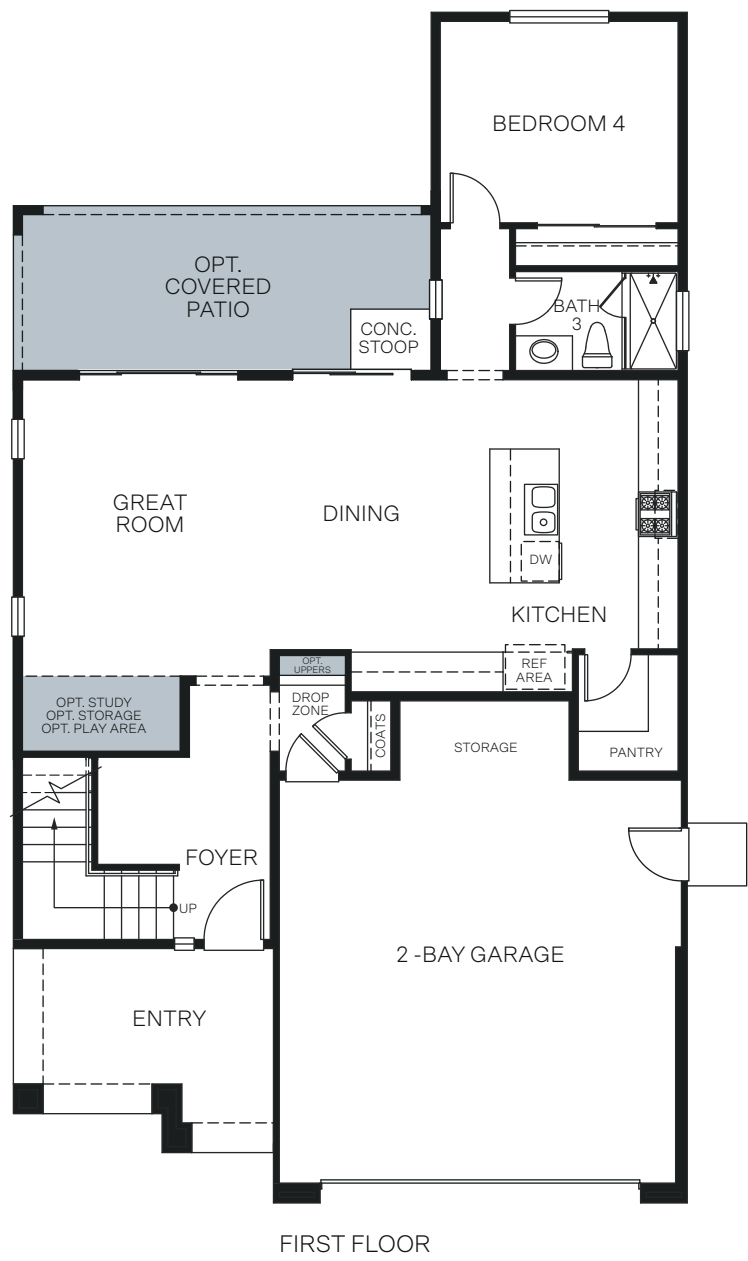 BEDROOM 4
OPT.
COVERED
PATIO
CONC.
STOOP
BATH
3
GREAT
ROOM
DINING
DW
KITCHEN
OPT.
UPPERS
REF
AREA
DROP
ZONE
COATS
STORAGE
PANTRY
OPT. STUDY
OPT. STORAGE
OPT. PLAY AREA
FOYER
UP
2 -BAY GARAGE
ENTRY
FIRST FLOOR